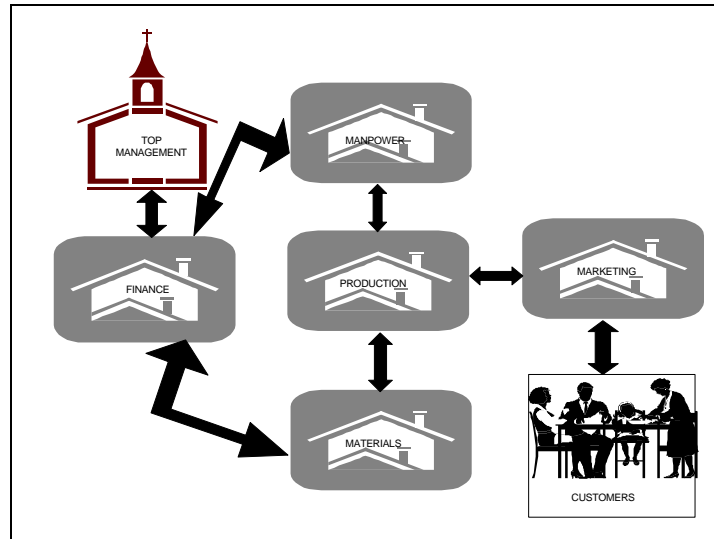 TOP
MANAGEMENT
MANPOWER
FINANCE
PRODUCTION
MARKETING
MATERIALS
CUSTOMERS